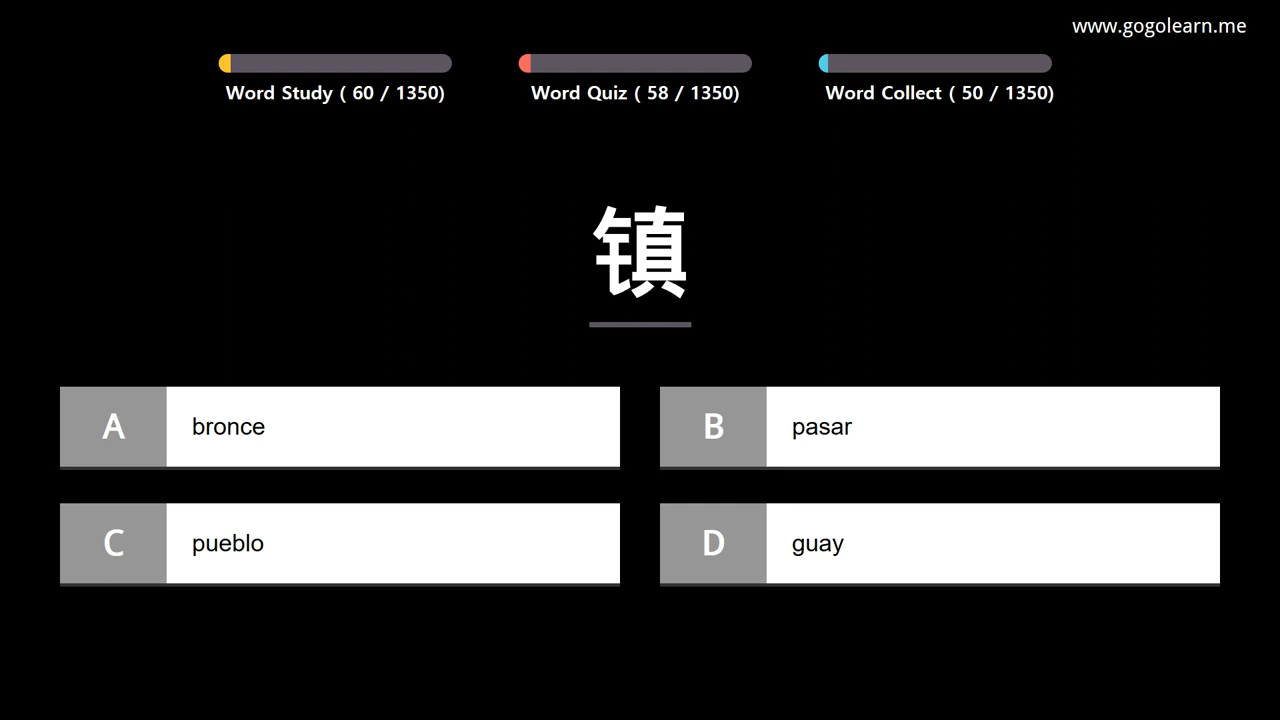 www.gogolearn.me
Word Study ( 60 / 1350)
Word Quiz ( 58 / 1350)
Word Collect ( 50 / 1350)
镇
A bronce
B pasar
C pueblo
D guay